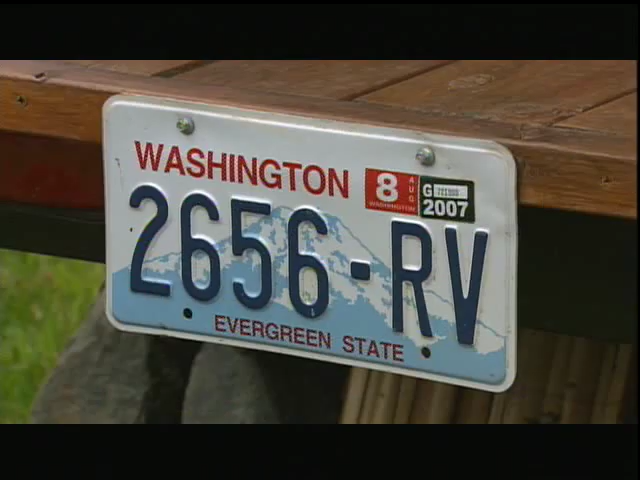 WASHINGTON
8 AUG WASHINGTON
G
2007
2656-RV
EVERGREEN STATE